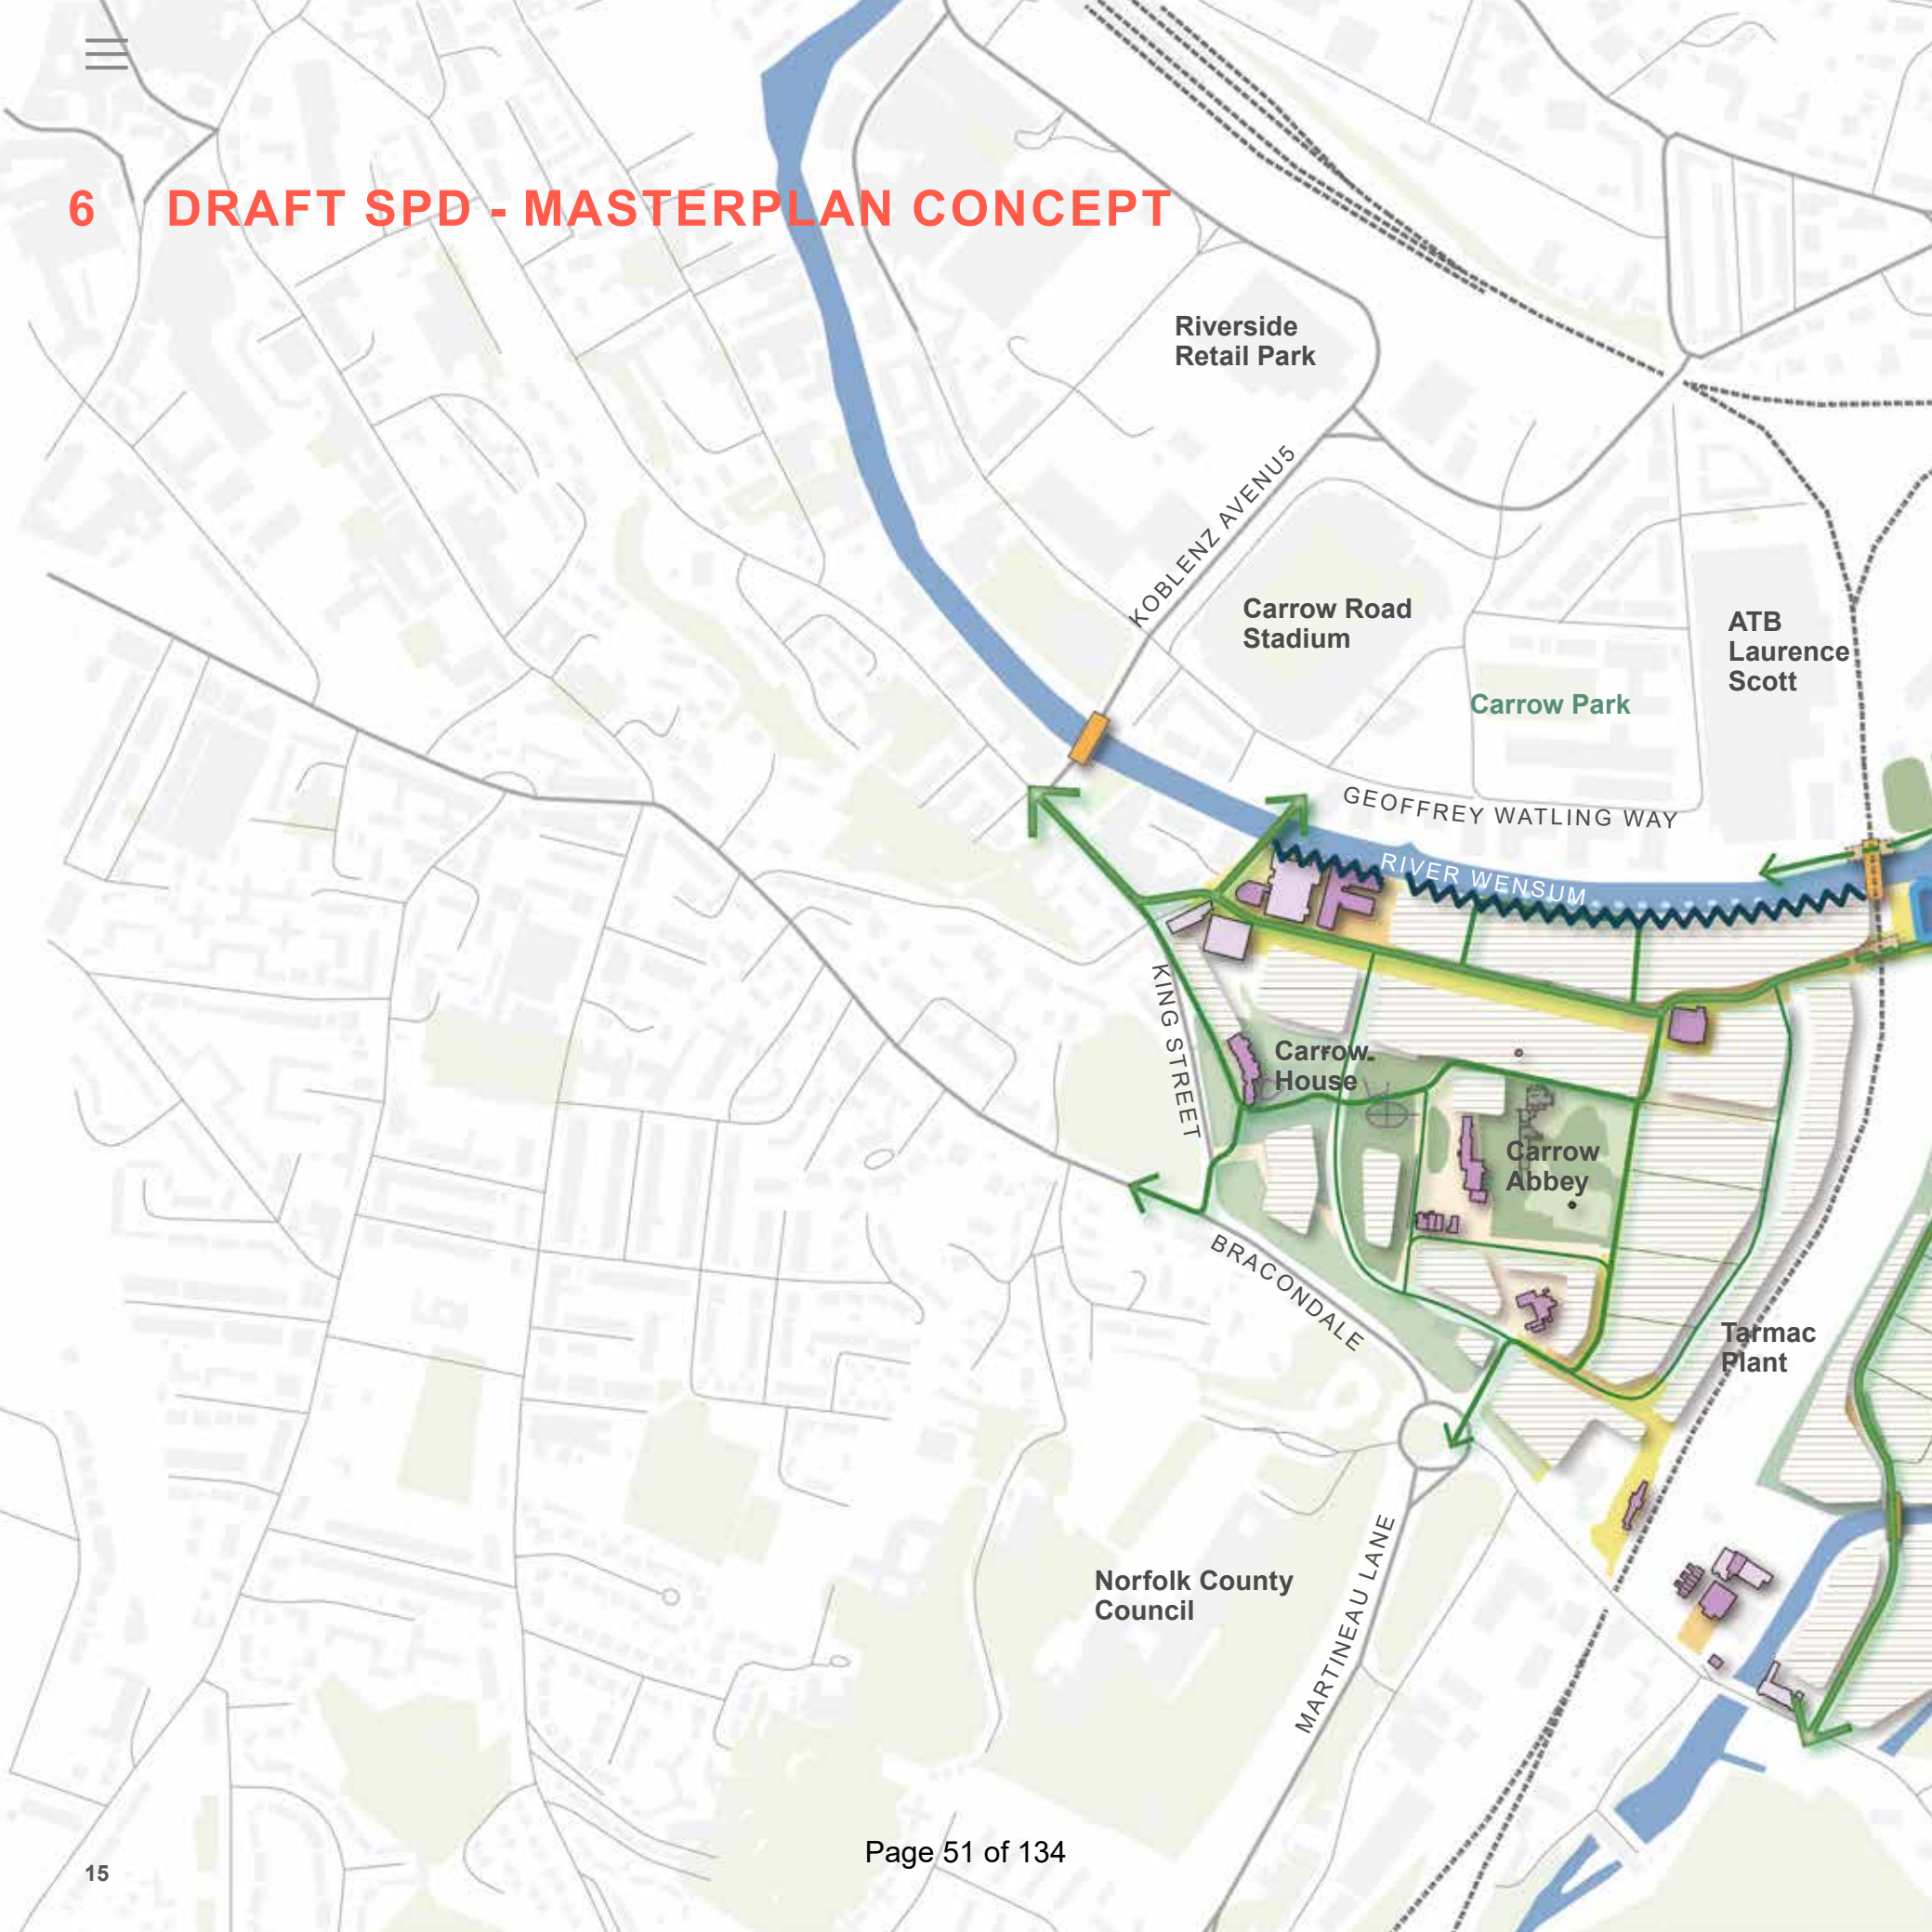 6 DRAFT SPD - MASTERPLAN CONCEPT
Riverside
Retail Park
KOBLENZ AVENU5
Carrow Road
Stadium
ATB
Laurence
Scott
Carrow Park
GEOFFREY WATLING WAY
RIVER WENSUM
KING STREET
Carrow
House
Carrow
Abbey
BRACONDALE
Tarmac
Plant
Norfolk County
Council
MARTINEAU LANE
Page 51 of 134
15